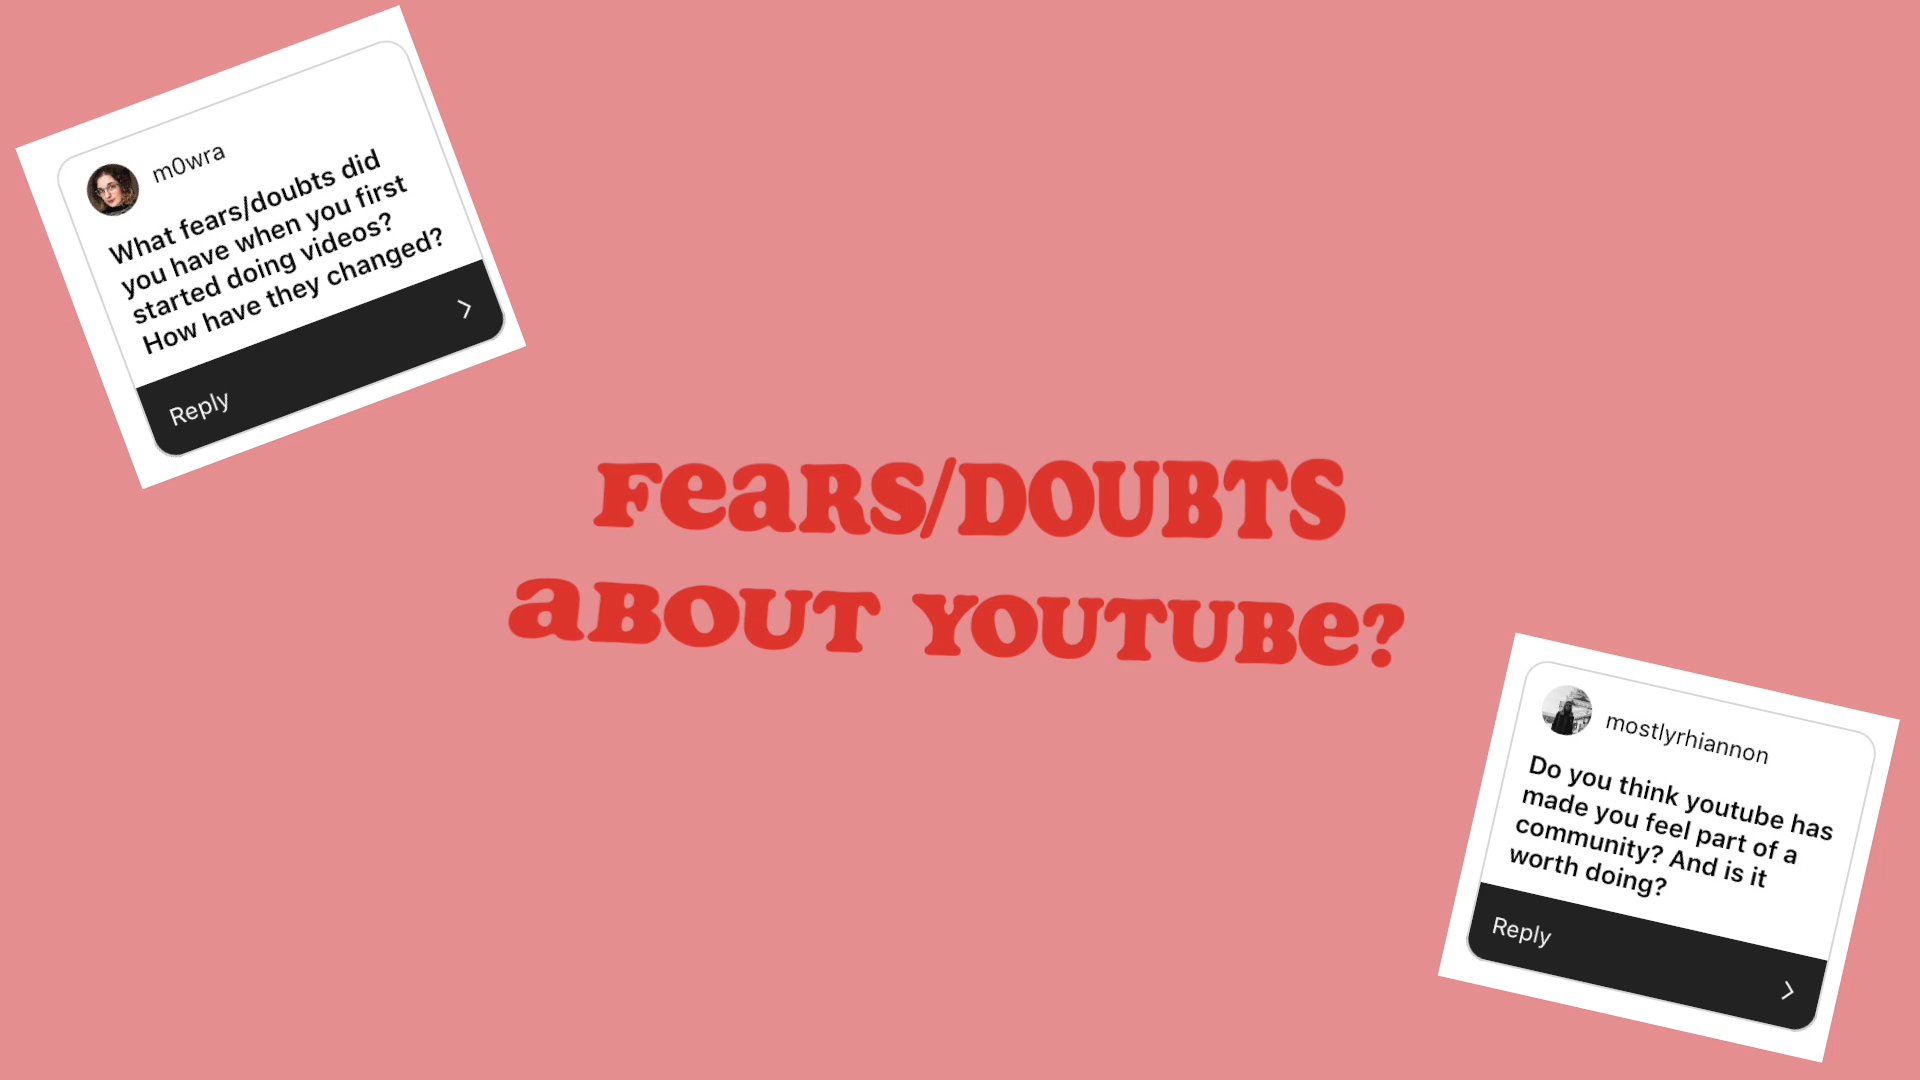 m0wra
What fears/doubts did
you have when you first
started doing videos?
How have they changed?
Reply
FeaRS/DOUBTS
aBOUT YOUTUBe?
mostlyrhiannon
Do you think youtube has
made you feel part of a
community? And is it
worth doing?
Reply